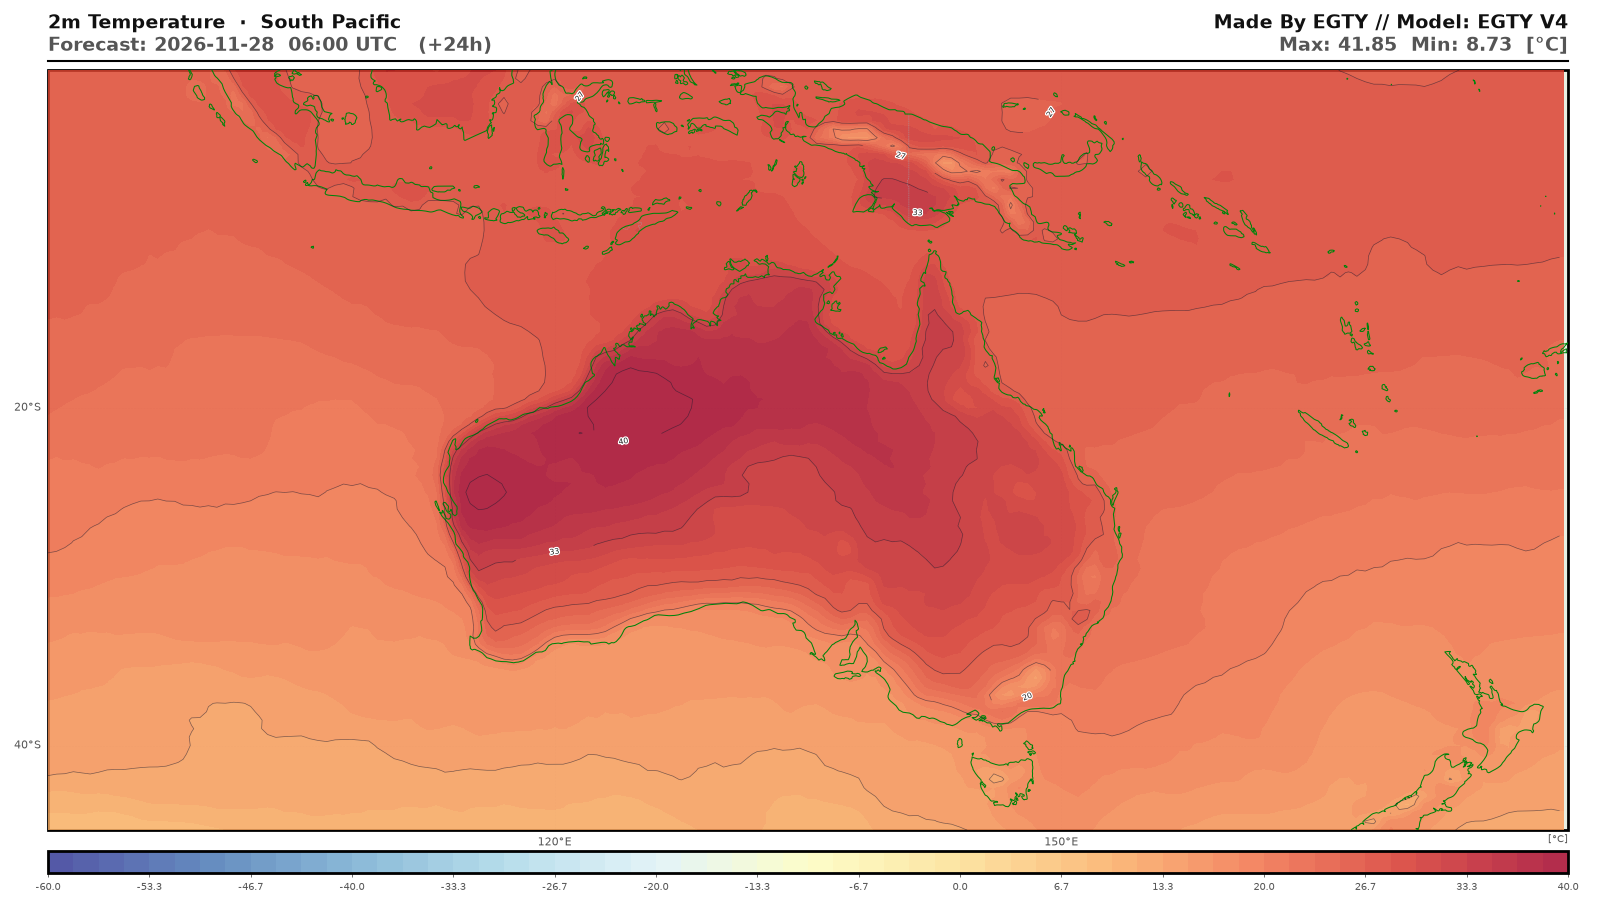 2m Temperature · South Pacific
Made By EGTY // Model: EGTY V4
Forecast: 2026-11-28 06:00 UTC (+24h)
Max: 41.85 Min: 8.73 [°C]
27
27
27
33
20°S
40
33
20
40°S
120°E
150°E
[°C]
-60.0
-53.3
-46.7
-40.0
-33.3
-26.7
-20.0
-13.3
-6.7
0.0
6.7
13.3
20.0
26.7
33.3
40.0